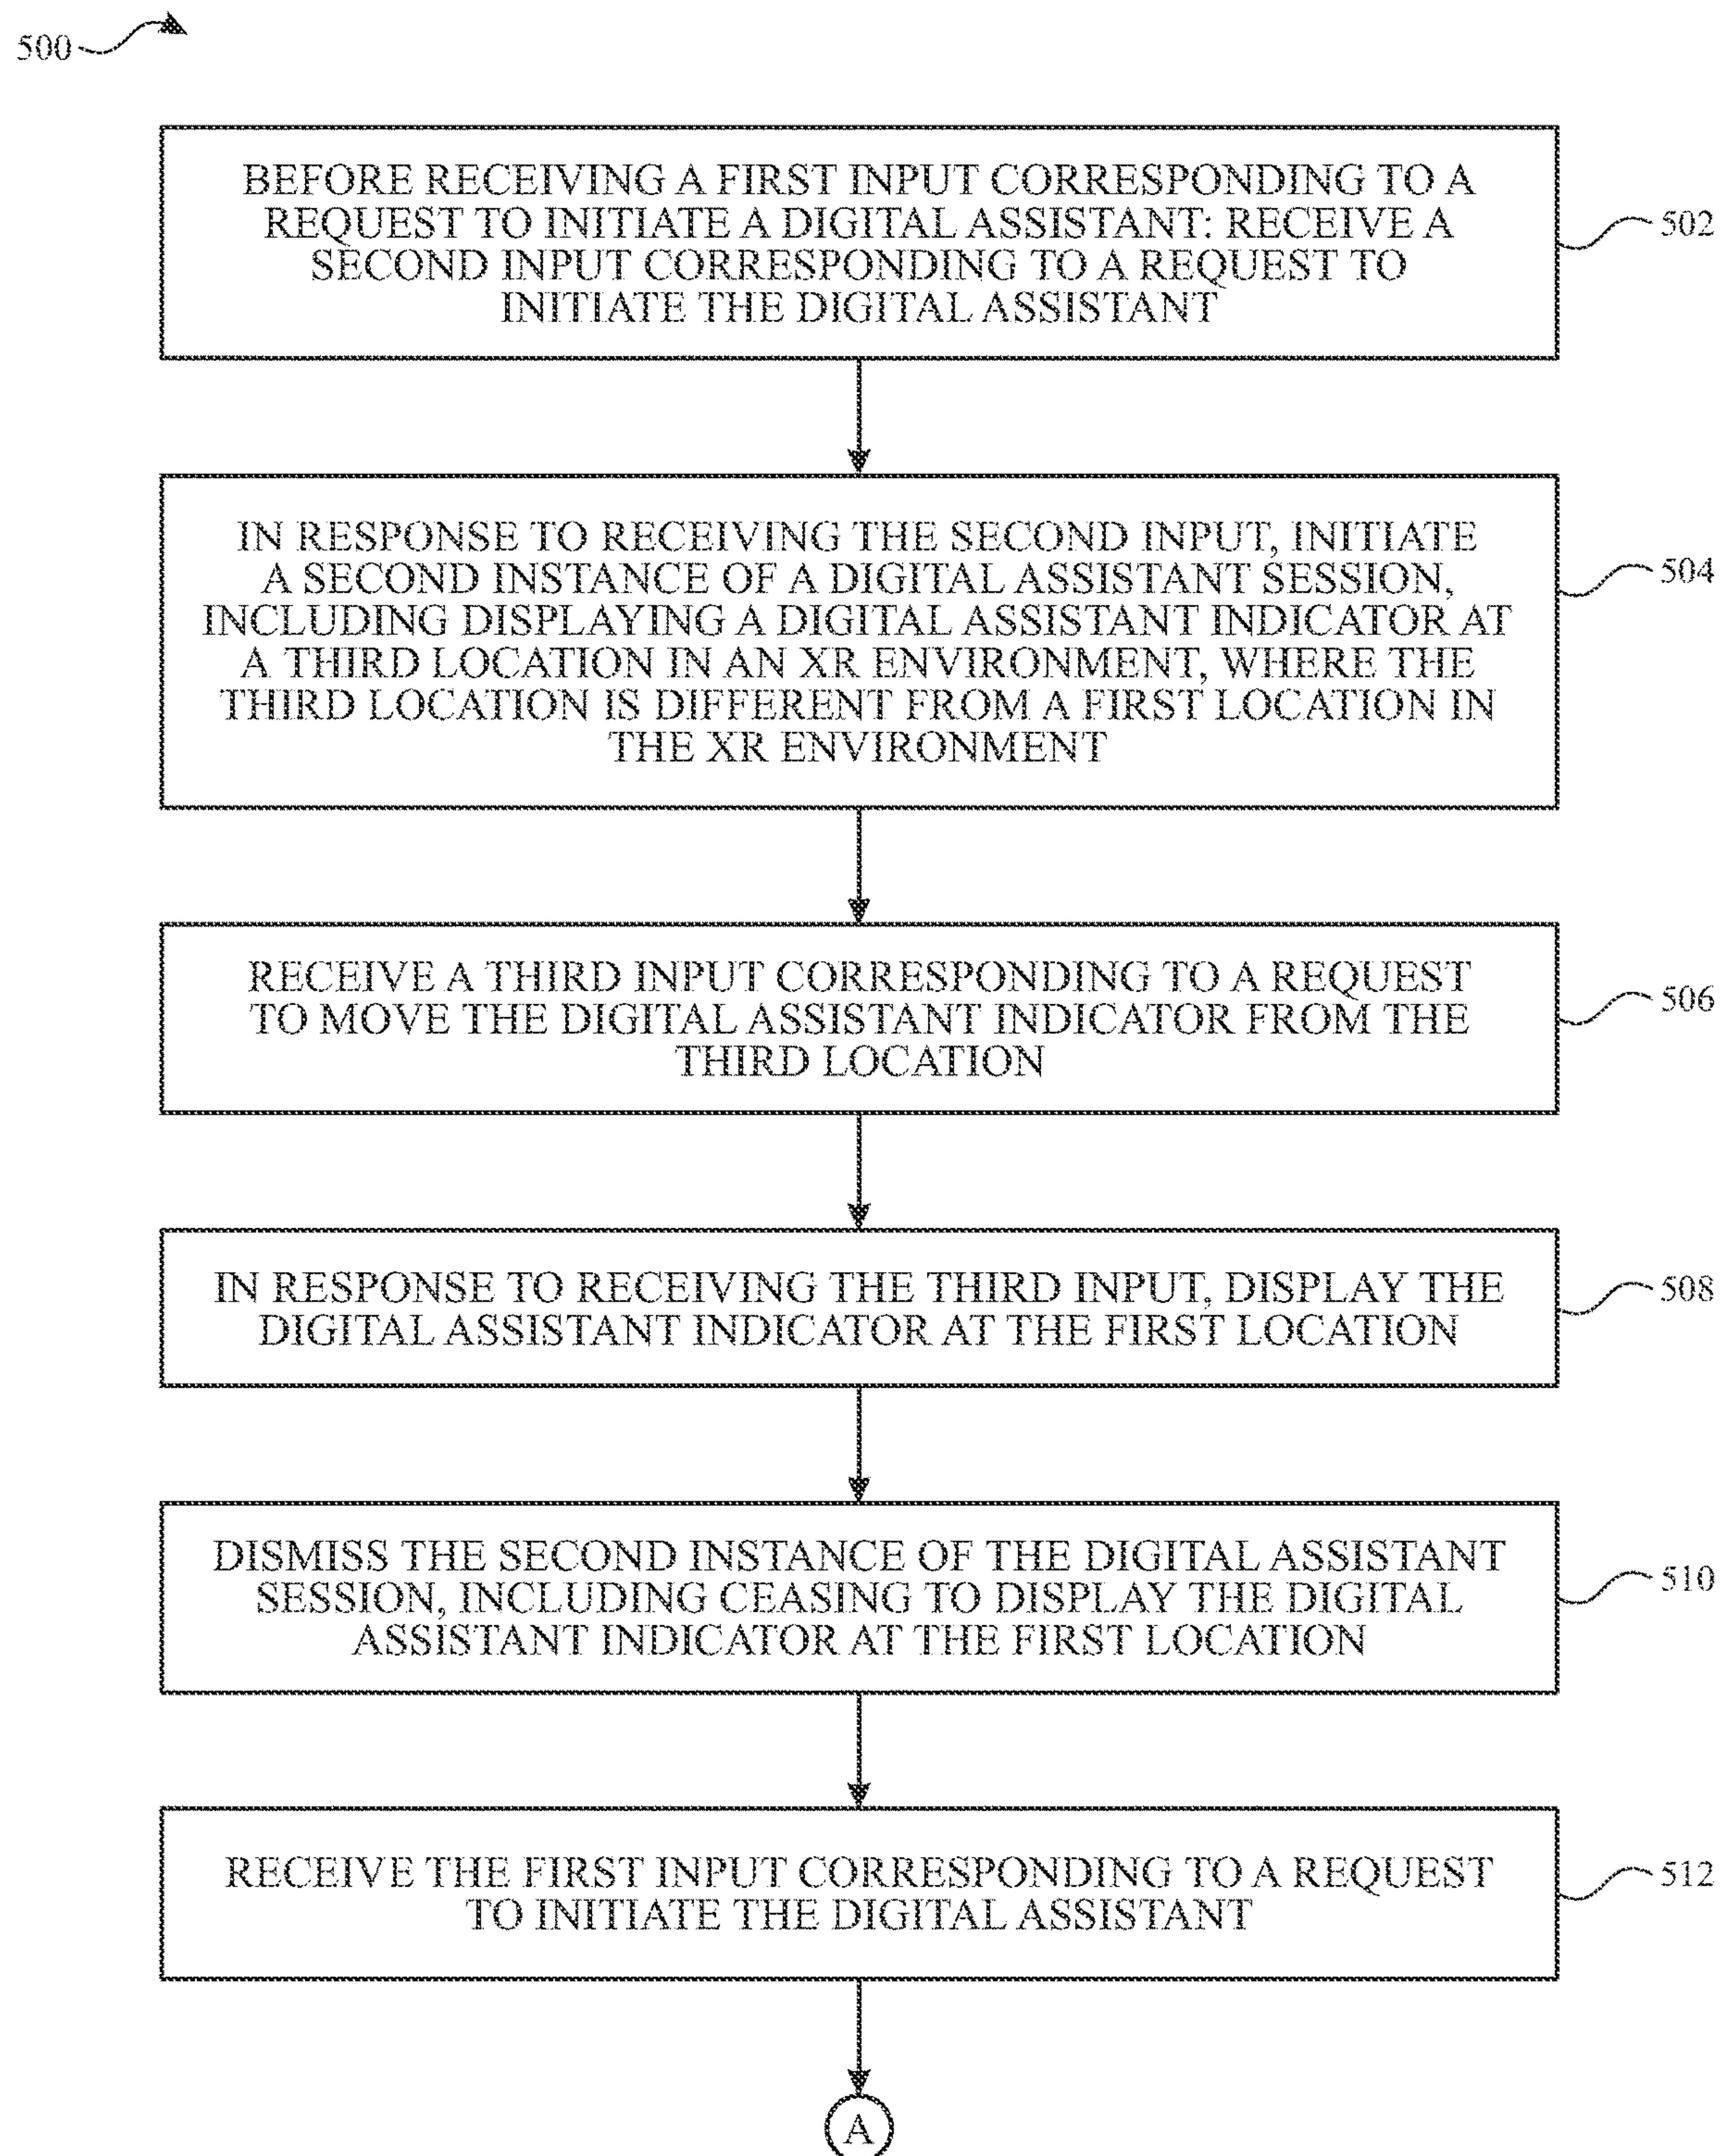 500
BEFORE RECEIVING A FIRST INPUT CORRESPONDING TO A
REQUEST TO INITIATE A DIGITAL ASSISTANT: RECEIVE A
SECOND INPUT CORRESPONDING TO A REQUEST TO
INITIATE THE DIGITAL ASSISTANT
502
IN RESPONSE TO RECEIVING THE SECOND INPUT, INITIATE
A SECOND INSTANCE OF A DIGITAL ASSISTANT SESSION,
INCLUDING DISPLAYING A DIGITAL ASSISTANT INDICATOR AT
A THIRD LOCATION IN AN XR ENVIRONMENT, WHERE THE
THIRD LOCATION IS DIFFERENT FROM A FIRST LOCATION IN
THE XR ENVIRONMENT
504
RECEIVE A THIRD INPUT CORRESPONDING TO A REQUEST
TO MOVE THE DIGITAL ASSISTANT INDICATOR FROM THE
THIRD LOCATION
506
IN RESPONSE TO RECEIVING THE THIRD INPUT, DISPLAY THE
DIGITAL ASSISTANT INDICATOR AT THE FIRST LOCATION
508
DISMISS THE SECOND INSTANCE OF THE DIGITAL ASSISTANT
SESSION, INCLUDING CEASING TO DISPLAY THE DIGITAL
ASSISTANT INDICATOR AT THE FIRST LOCATION
510
RECEIVE THE FIRST INPUT CORRESPONDING TO A REQUEST
TO INITIATE THE DIGITAL ASSISTANT
512
A